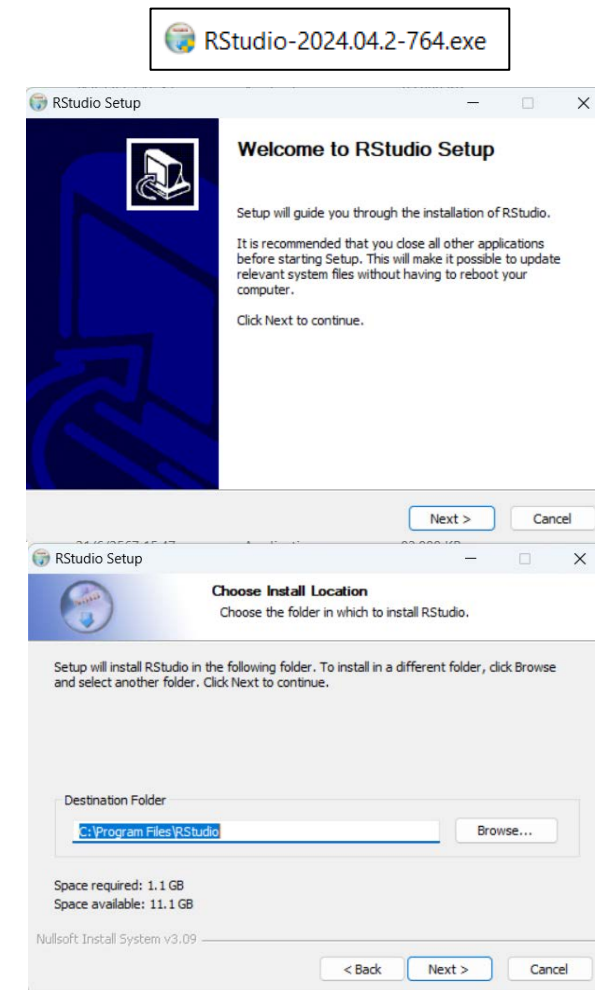 RStudio-2024.04.2-764.exe
RStudio Setup
Welcome to RStudio Setup
Setup will guide you through the installation of RStudio.
It is recommended that you close all other applications
before starting Setup. This will make it possible to update
relevant system files without having to reboot your
computer.
Click Next to continue.
Next >
Cancel
RStudio Setup
Choose Install Location
Choose the folder in which to install RStudio.
Setup will install RStudio in the following folder. To install in a different folder, click Browse
and select another folder. Click Next to continue.
Destination Folder
C:\Program Files\RStudio
Browse...
Space required: 1.1 GB
Space available: 11.1 GB
Nullsoft Install System v3.09
< Back
Next >
Cancel